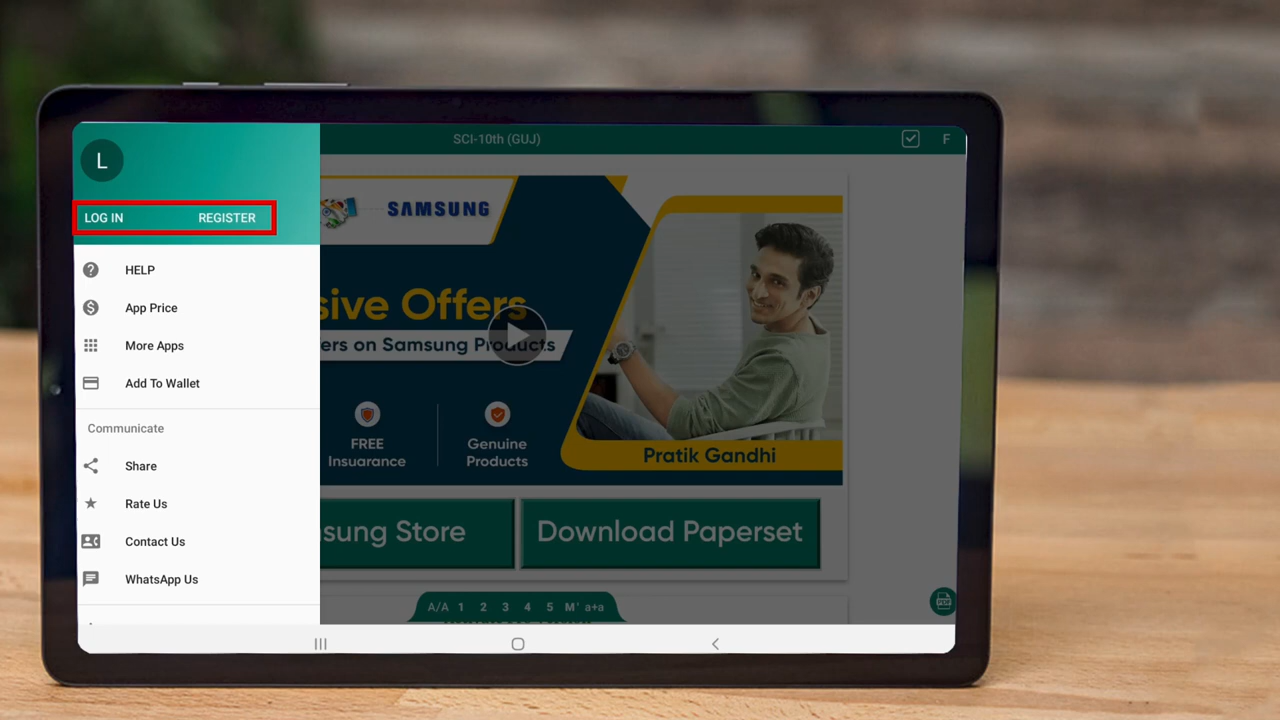 SCI-10th (GUJ)
F
L
LOG IN
REGISTER
HELP
App Price
More Apps
Add To Wallet
Communicate
Share
Rate Us
Contact Us
WhatsApp Us
SAMSUNG
sive Offers
ers on Samsung Products
FREE
Insuarance
Genuine
Products
Pratik Gandhi
sung Store
Download Paperset
A/A 1 2 3 4 5 M' a+a
PDF